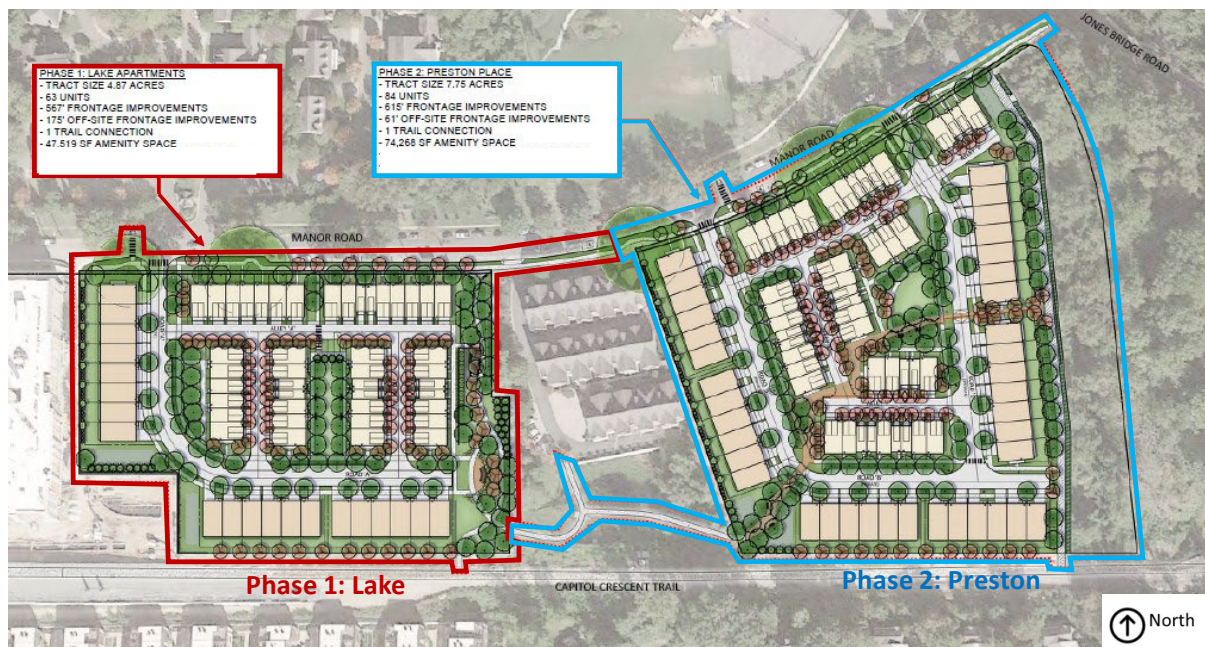 JONES BRIDGE ROAD
PHASE 1: LAKE APARTMENTS
- TRACT SIZE 4.87 ACRES
- 63 UNITS
- 567' FRONTAGE IMPROVEMENTS
- 175' OFF-SITE FRONTAGE IMPROVEMENTS
- 1 TRAIL CONNECTION
- 47,519 SF AMENITY SPACE
PHASE 2: PRESTON PLACE
- TRACT SIZE 7.75 ACRES
- 84 UNITS
- 615' FRONTAGE IMPROVEMENTS
- 61' OFF-SITE FRONTAGE IMPROVEMENTS
- 1 TRAIL CONNECTION
- 74,268 SF AMENITY SPACE
MANOR ROAD
MANOR ROAD
ALLEY 'A'
ROAD 'A'
ROAD 'B'
Phase 1: Lake
CAPITOL CRESCENT TRAIL
Phase 2: Preston
North